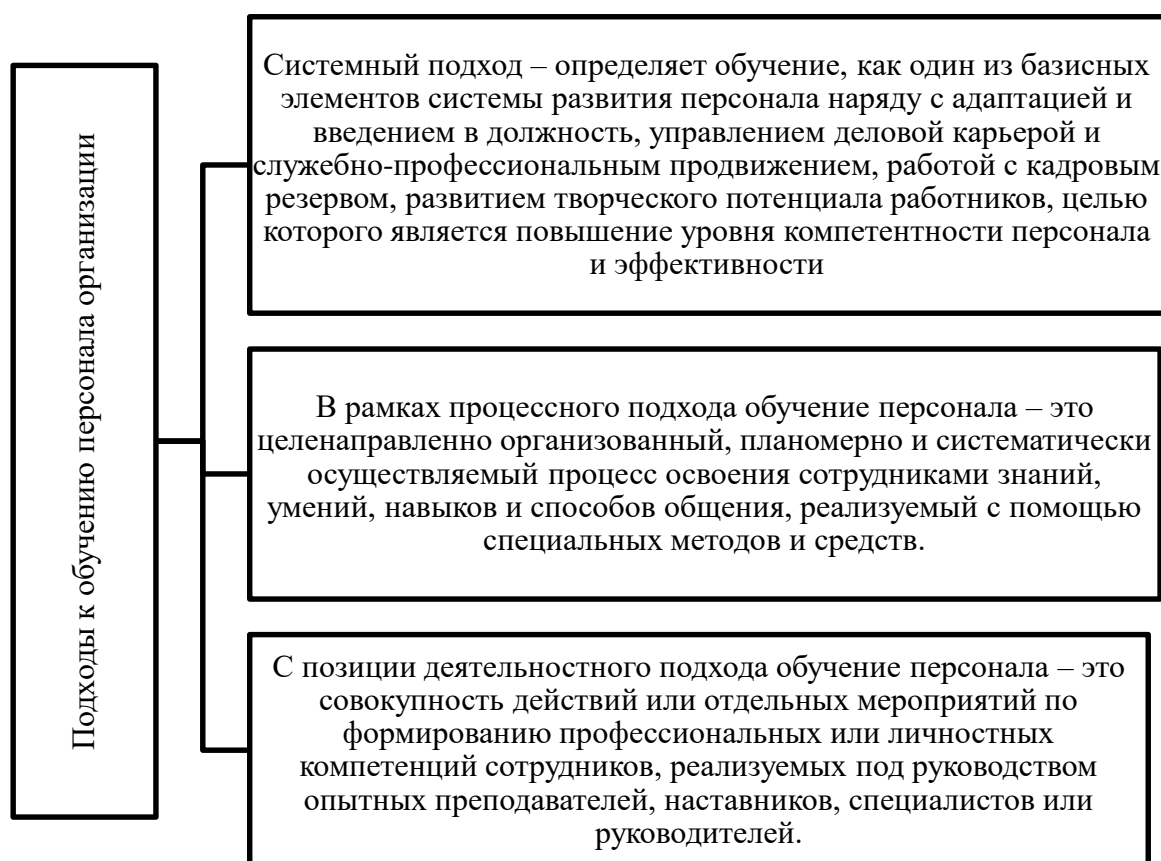 Подходы к обучению персонала организации
Системный подход – определяет обучение, как один из базисных
элементов системы развития персонала наряду с адаптацией и
введением в должность, управлением деловой карьерой и
служебно-профессиональным продвижением, работой с кадровым
резервом, развитием творческого потенциала работников, целью
которого является повышение уровня компетентности персонала
и эффективности
В рамках процессного подхода обучение персонала – это
целенаправленно организованный, планомерно и систематически
осуществляемый процесс освоения сотрудниками знаний,
умений, навыков и способов общения, реализуемый с помощью
специальных методов и средств.
С позиции деятельностного подхода обучение персонала – это
совокупность действий или отдельных мероприятий по
формированию профессиональных или личностных
компетенций сотрудников, реализуемых под руководством
опытных преподавателей, наставников, специалистов или
руководителей.